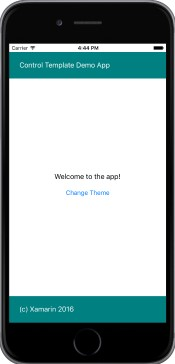 Carrier 4:44 PM
Control Template Demo App
Welcome to the app!
Change Theme
(c) Xamarin 2016